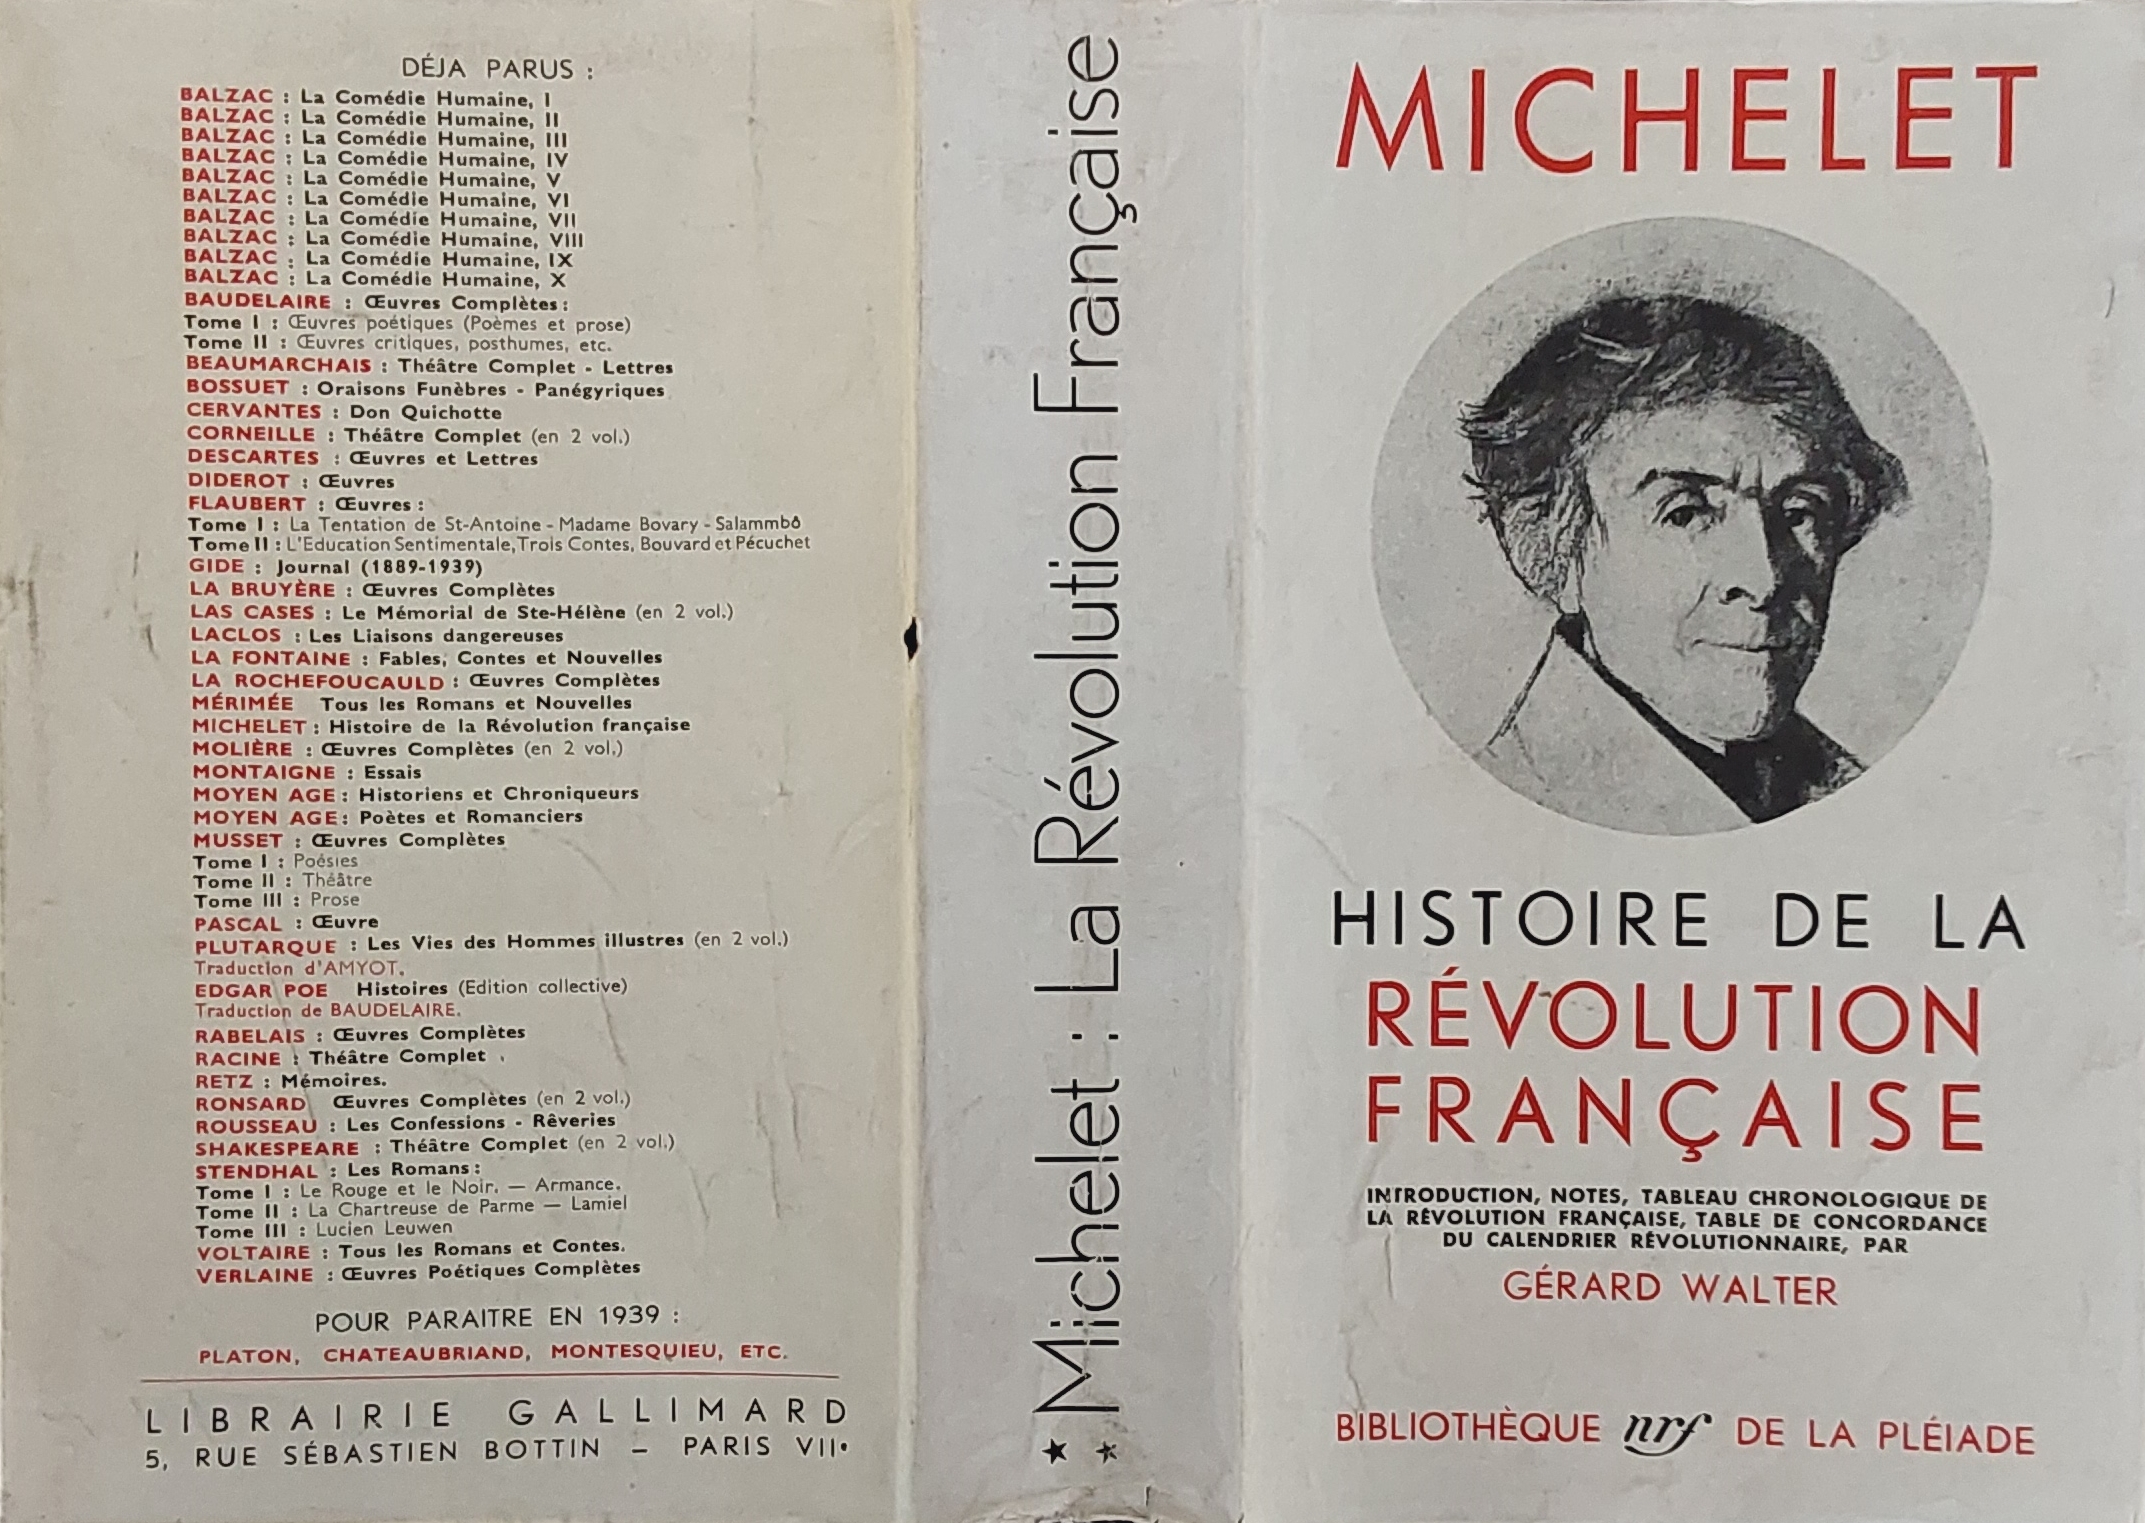 DÉJA PARUS :
BALZAC : La Comédie Humaine, I
BALZAC : La Comédie Humaine, II
BALZAC : La Comédie Humaine, III
BALZAC : La Comédie Humaine, IV
BALZAC : La Comédie Humaine, V
BALZAC : La Comédie Humaine, VI
BALZAC : La Comédie Humaine, VII
BALZAC : La Comédie Humaine, VIII
BALZAC : La Comédie Humaine, IX
BALZAC : La Comédie Humaine, X
BAUDELAIRE : Œuvres Complètes :
Tome I : Œuvres poétiques (Poèmes et prose)
Tome II : Œuvres critiques, posthumes, etc.
BEAUMARCHAIS : Théâtre Complet - Lettres
BOSSUET : Oraisons Funèbres - Panégyriques
CERVANTES : Don Quichotte
CORNEILLE : Théâtre Complet (en 2 vol.)
DESCARTES : Œuvres et Lettres
DIDEROT : Œuvres
FLAUBERT : Œuvres :
Tome I : La Tentation de St-Antoine - Madame Bovary - Salammbô
Tome II : L'Education Sentimentale, Trois Contes, Bouvard et Pécuchet
GIDE : Journal (1889-1939)
LA BRUYÈRE : Œuvres Complètes
LAS CASES : Le Mémorial de Ste-Hélène (en 2 vol.)
LACLOS : Les Liaisons dangereuses
LA FONTAINE : Fables, Contes et Nouvelles
LA ROCHEFOUCAULD : Œuvres Complètes
MÉRIMÉE Tous les Romans et Nouvelles
MICHELET : Histoire de la Révolution française
MOLIÈRE : Œuvres Complètes (en 2 vol.)
MONTAIGNE : Essais
MOYEN AGE : Historiens et Chroniqueurs
MOYEN AGE : Poètes et Romanciers
MUSSET : Œuvres Complètes
Tome I : Poésies
Tome II : Théâtre
Tome III : Prose
PASCAL : Œuvre
PLUTARQUE : Les Vies des Hommes illustres (en 2 vol.)
Traduction d'AMYOT.
EDGAR POE Histoires (Edition collective)
Traduction de BAUDELAIRE.
RABELAIS : Œuvres Complètes
RACINE : Théâtre Complet .
RETZ : Mémoires.
RONSARD Œuvres Complètes (en 2 vol.)
ROUSSEAU : Les Confessions - Rêveries
SHAKESPEARE : Théâtre Complet (en 2 vol.)
STENDHAL : Les Romans :
Tome I : Le Rouge et le Noir. — Armance.
Tome II : La Chartreuse de Parme — Lamiel
Tome III : Lucien Leuwen
VOLTAIRE : Tous les Romans et Contes.
VERLAINE : Œuvres Poétiques Complètes
POUR PARAITRE EN 1939 :
PLATON, CHATEAUBRIAND, MONTESQUIEU, ETC.
LIBRAIRIE GALLIMARD
5, RUE SÉBASTIEN BOTTIN – PARIS VIIe
★★ Michelet : La Révolution Française
MICHELET
HISTOIRE DE LA
RÉVOLUTION
FRANÇAISE
INTRODUCTION, NOTES, TABLEAU CHRONOLOGIQUE DE
LA RÉVOLUTION FRANÇAISE, TABLE DE CONCORDANCE
DU CALENDRIER RÉVOLUTIONNAIRE, PAR
GÉRARD WALTER
BIBLIOTHÈQUE nrf DE LA PLÉIADE